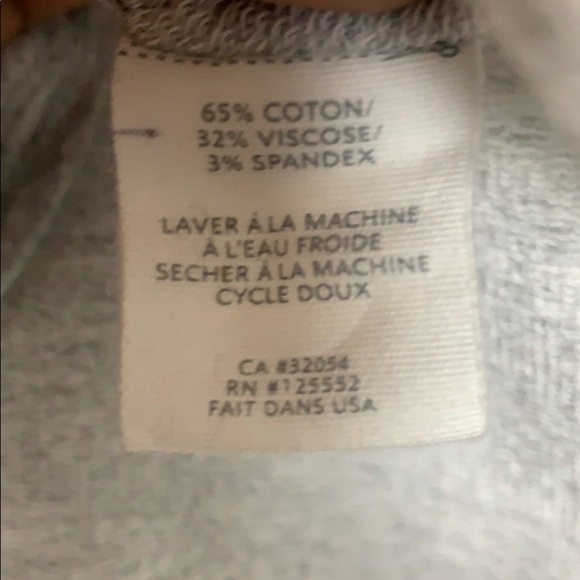 65% COTON/
32% VISCOSE/
3% SPANDEX
LAVER À LA MACHINE
À L'EAU FROIDE
SECHER À LA MACHINE
CYCLE DOUX
CA #32054
RN #125552
FAIT DANS USA